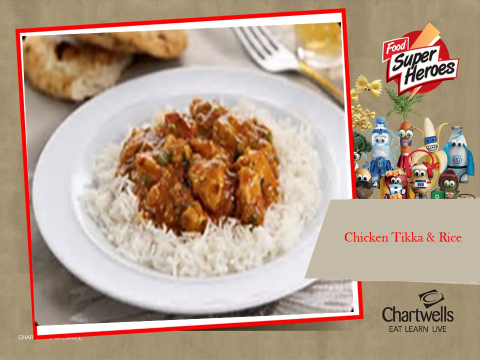 Food
Super
Heroes
Chicken Tikka & Rice
Chartwells
EAT LEARN LIVE